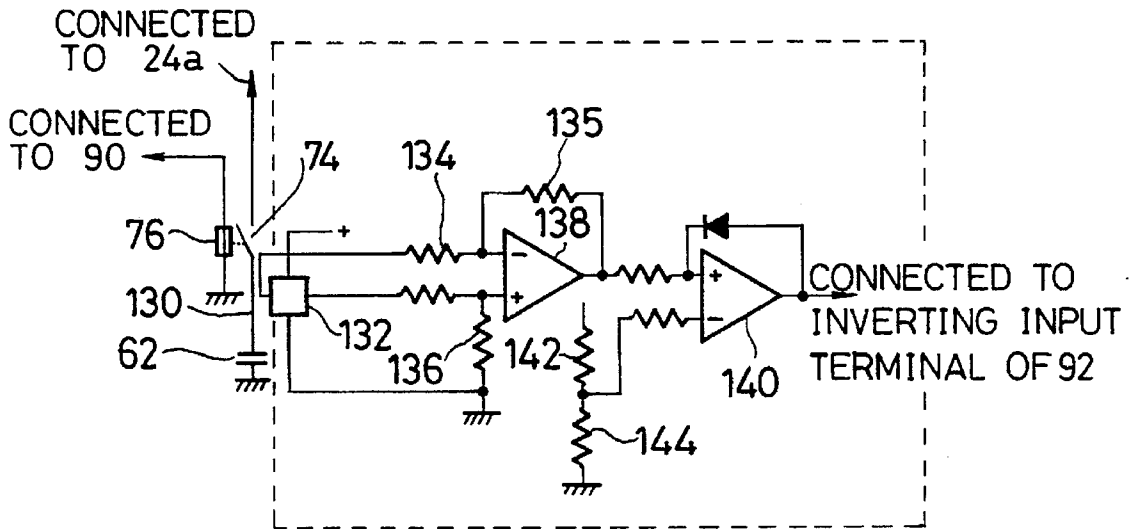 CONNECTED
TO 24a
CONNECTED
TO 90
74
76
130
62
132
134
135
138
+
−
+
136
142
144
+
−
140
CONNECTED TO
INVERTING INPUT
TERMINAL OF 92